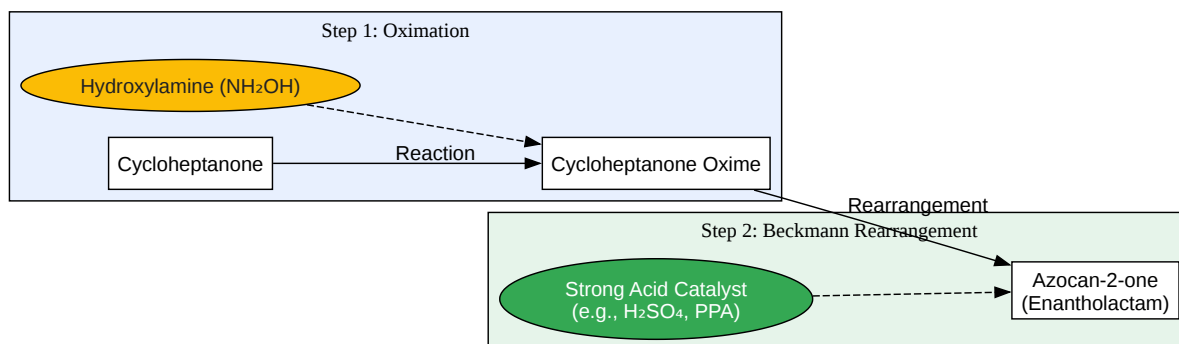 Step 1: Oximation
Hydroxylamine (NH₂OH)
Cycloheptanone
Reaction
Cycloheptanone Oxime
Rearrangement
Step 2: Beckmann Rearrangement
Strong Acid Catalyst
(e.g., H₂SO₄, PPA)
Azocan-2-one
(Enantholactam)